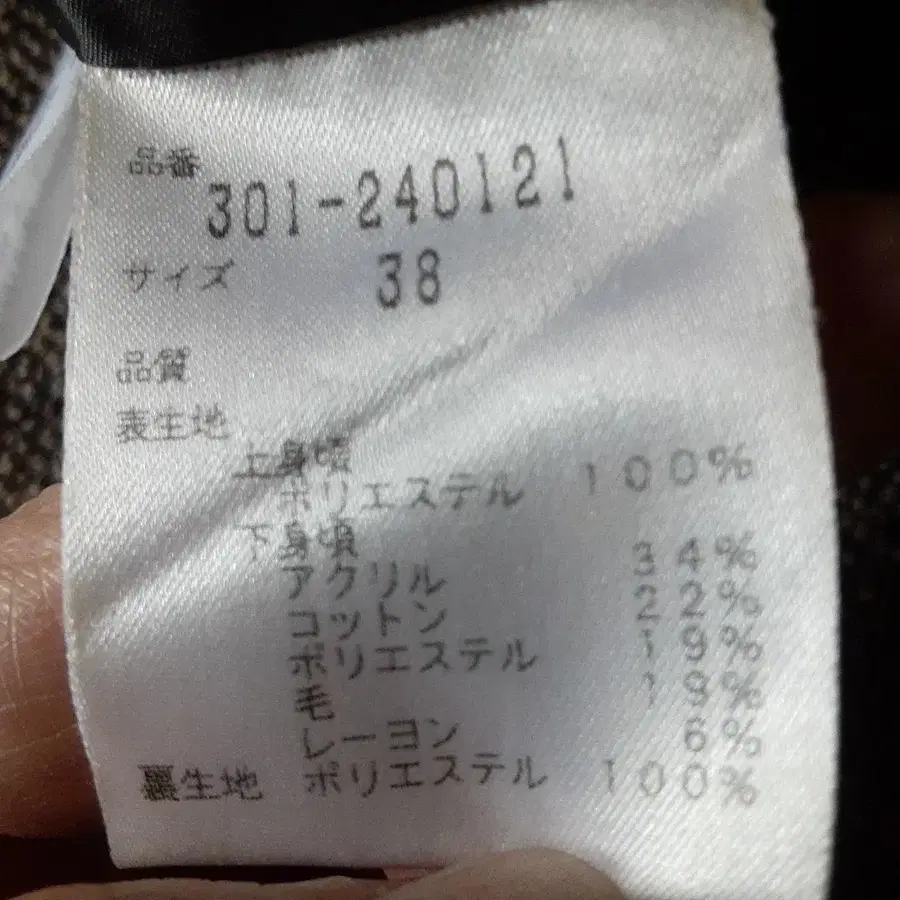 品番 301-240121
サイズ 38
品質
表生地
上身頃
ポリエステル 100%
下身頃
アクリル 34%
コットン 22%
ポリエステル 19%
毛 19%
レーヨン 6%
裏生地 ポリエステル 100%